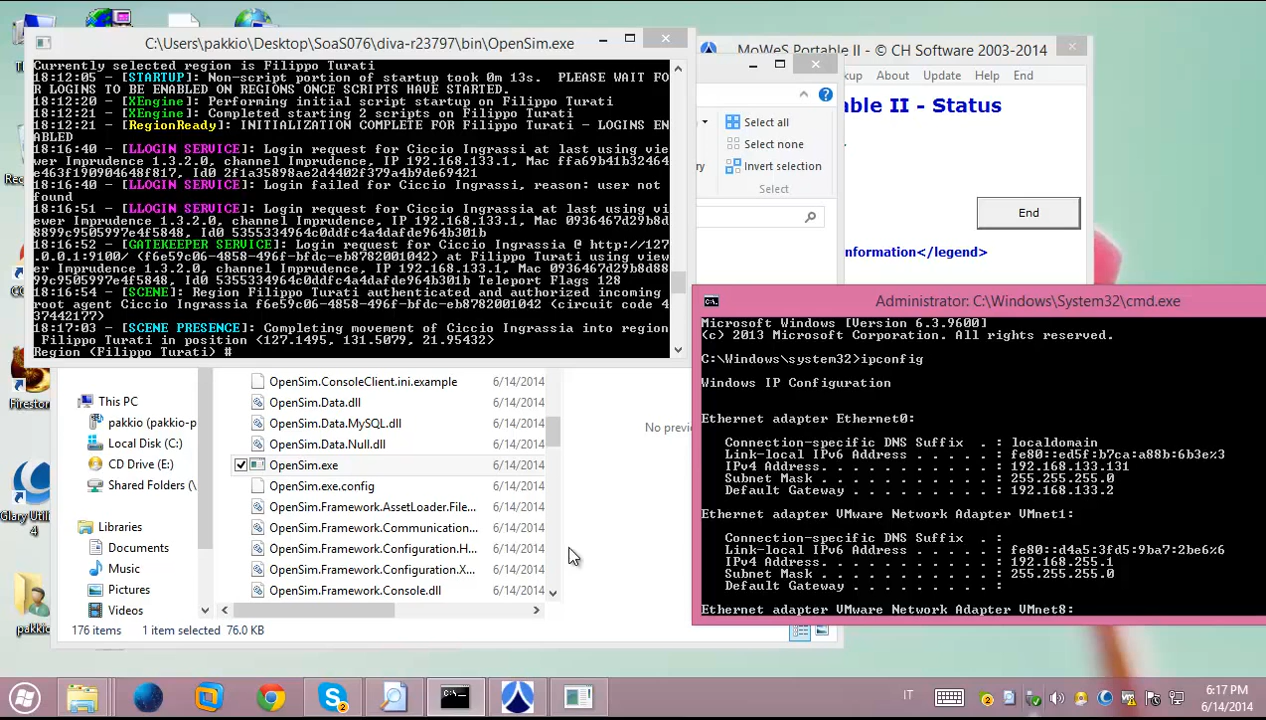 C:\Users\pakkio\Desktop\SoaS076\diva-r23797\bin\OpenSim.exe
Currently selected region is Filippo Turati
18:12:05 - [STARTUP]: Non-script portion of startup took 0m 13s.  PLEASE WAIT FO
R LOGINS TO BE ENABLED ON REGIONS ONCE SCRIPTS HAVE STARTED.
18:12:20 - [XEngine]: Performing initial script startup on Filippo Turati
18:12:21 - [XEngine]: Completed starting 2 scripts on Filippo Turati
18:12:21 - [RegionReady]: INITIALIZATION COMPLETE FOR Filippo Turati - LOGINS EN
ABLED
18:16:40 - [LLOGIN SERVICE]: Login request for Ciccio Ingrassi at last using vie
wer Imprudence 1.3.2.0, channel Imprudence, IP 192.168.133.1, Mac ffa69b41b32464
e463f190904648f817, Id0 2f1a35898ae2d4402f379a4b9de69421
18:16:40 - [LLOGIN SERVICE]: Login failed for Ciccio Ingrassi, reason: user not
found
18:16:51 - [LLOGIN SERVICE]: Login request for Ciccio Ingrassia at last using vi
ewer Imprudence 1.3.2.0, channel Imprudence, IP 192.168.133.1, Mac 0936467d29b8d
8899c9505997e4f5848, Id0 5355334964c0ddfc4a4dafde964b301b
18:16:52 - [GATEKEEPER SERVICE]: Login request for Ciccio Ingrassia @ http://127
.0.0.1:9100/ (f6e59c06-4858-496f-bfdc-eb8782001042) at Filippo Turati using view
er Imprudence 1.3.2.0, channel Imprudence, IP 192.168.133.1, Mac 0936467d29b8d88
99c9505997e4f5848, Id0 5355334964c0ddfc4a4dafde964b301b Teleport Flags 128
18:16:54 - [SCENE]: Region Filippo Turati authenticated and authorized incoming
root agent Ciccio Ingrassia f6e59c06-4858-496f-bfdc-eb8782001042 (circuit code 4
37442177)
18:17:03 - [SCENE PRESENCE]: Completing movement of Ciccio Ingrassia into region
Filippo Turati in position <127.1495, 131.5079, 21.95432>
Region (Filippo Turati) #
MoWeS Portable II - © CH Software 2003-2014
kup About Update Help End
able II - Status
End
nformation</legend>
Select all
Select none
Invert selection
Select
ry
Administrator: C:\Windows\System32\cmd.exe
Microsoft Windows [Version 6.3.9600]
(c) 2013 Microsoft Corporation. All rights reserved.
C:\Windows\system32>ipconfig
Windows IP Configuration
Ethernet adapter Ethernet0:
Connection-specific DNS Suffix  . : localdomain
Link-local IPv6 Address . . . . . : fe80::ed5f:b7ca:a88b:6b3e%3
IPv4 Address. . . . . . . . . . . : 192.168.133.131
Subnet Mask . . . . . . . . . . . : 255.255.255.0
Default Gateway . . . . . . . . . : 192.168.133.2
Ethernet adapter VMware Network Adapter VMnet1:
Connection-specific DNS Suffix  . :
Link-local IPv6 Address . . . . . : fe80::d4a5:3fd5:9ba7:2be6%6
IPv4 Address. . . . . . . . . . . : 192.168.255.1
Subnet Mask . . . . . . . . . . . : 255.255.255.0
Default Gateway . . . . . . . . . :
Ethernet adapter VMware Network Adapter VMnet8:
This PC
pakkio (pakkio-p
Local Disk (C:)
CD Drive (E:)
Shared Folders (\
Libraries
Documents
Music
Pictures
Videos
OpenSim.ConsoleClient.ini.example 6/14/2014
OpenSim.Data.dll 6/14/2014
OpenSim.Data.MySQL.dll 6/14/2014
OpenSim.Data.Null.dll 6/14/2014
OpenSim.exe 6/14/2014
OpenSim.exe.config 6/14/2014
OpenSim.Framework.AssetLoader.File... 6/14/2014
OpenSim.Framework.Communication... 6/14/2014
OpenSim.Framework.Configuration.H... 6/14/2014
OpenSim.Framework.Configuration.X... 6/14/2014
OpenSim.Framework.Console.dll 6/14/2014
No previe
176 items 1 item selected 76.0 KB
Th
Rec
CC
Firestor
Glary Utilit
4
pakkio
IT
6:17 PM
6/14/2014